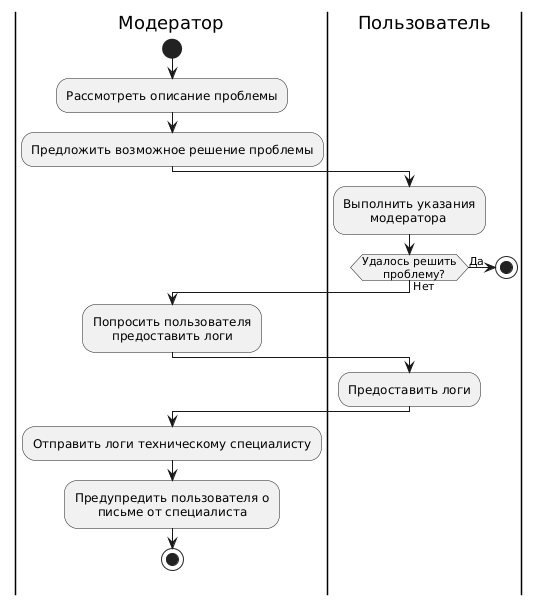 Модератор
Пользователь
Рассмотреть описание проблемы
Предложить возможное решение проблемы
Выполнить указания
модератора
Удалось решить
проблему?
Да
Нет
Попросить пользователя
предоставить логи
Предоставить логи
Отправить логи техническому специалисту
Предупредить пользователя о
письме от специалиста